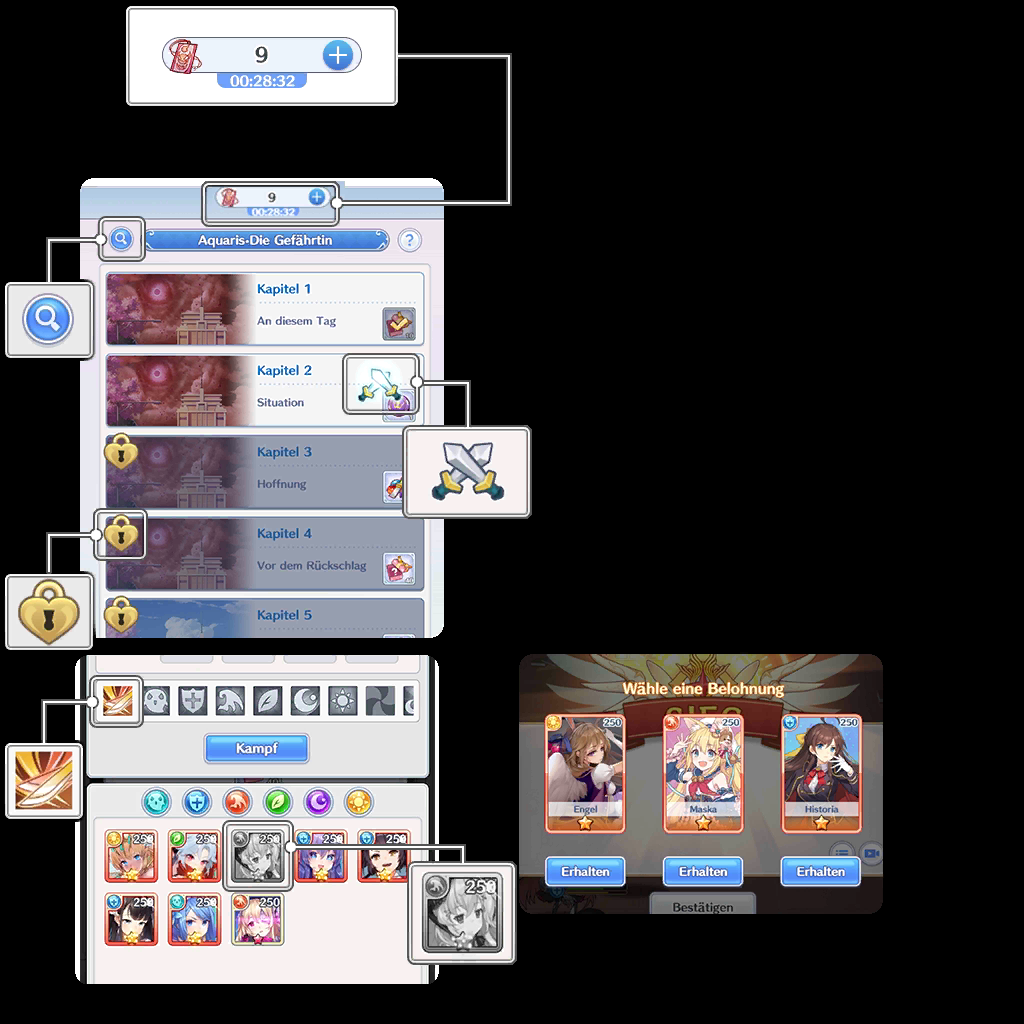 9
00:28:32
9
00:28:32
Aquaris·Die Gefährtin
?
Kapitel 1
An diesem Tag
Kapitel 2
Situation
Kapitel 3
Hoffnung
Kapitel 4
Vor dem Rückschlag
Kapitel 5
Kampf
250
250
250
250
250
250
250
250
250
Wähle eine Belohnung
SIEG
250
250
250
Engel
Maska
Historia
Erhalten
Erhalten
Erhalten
Bestätigen